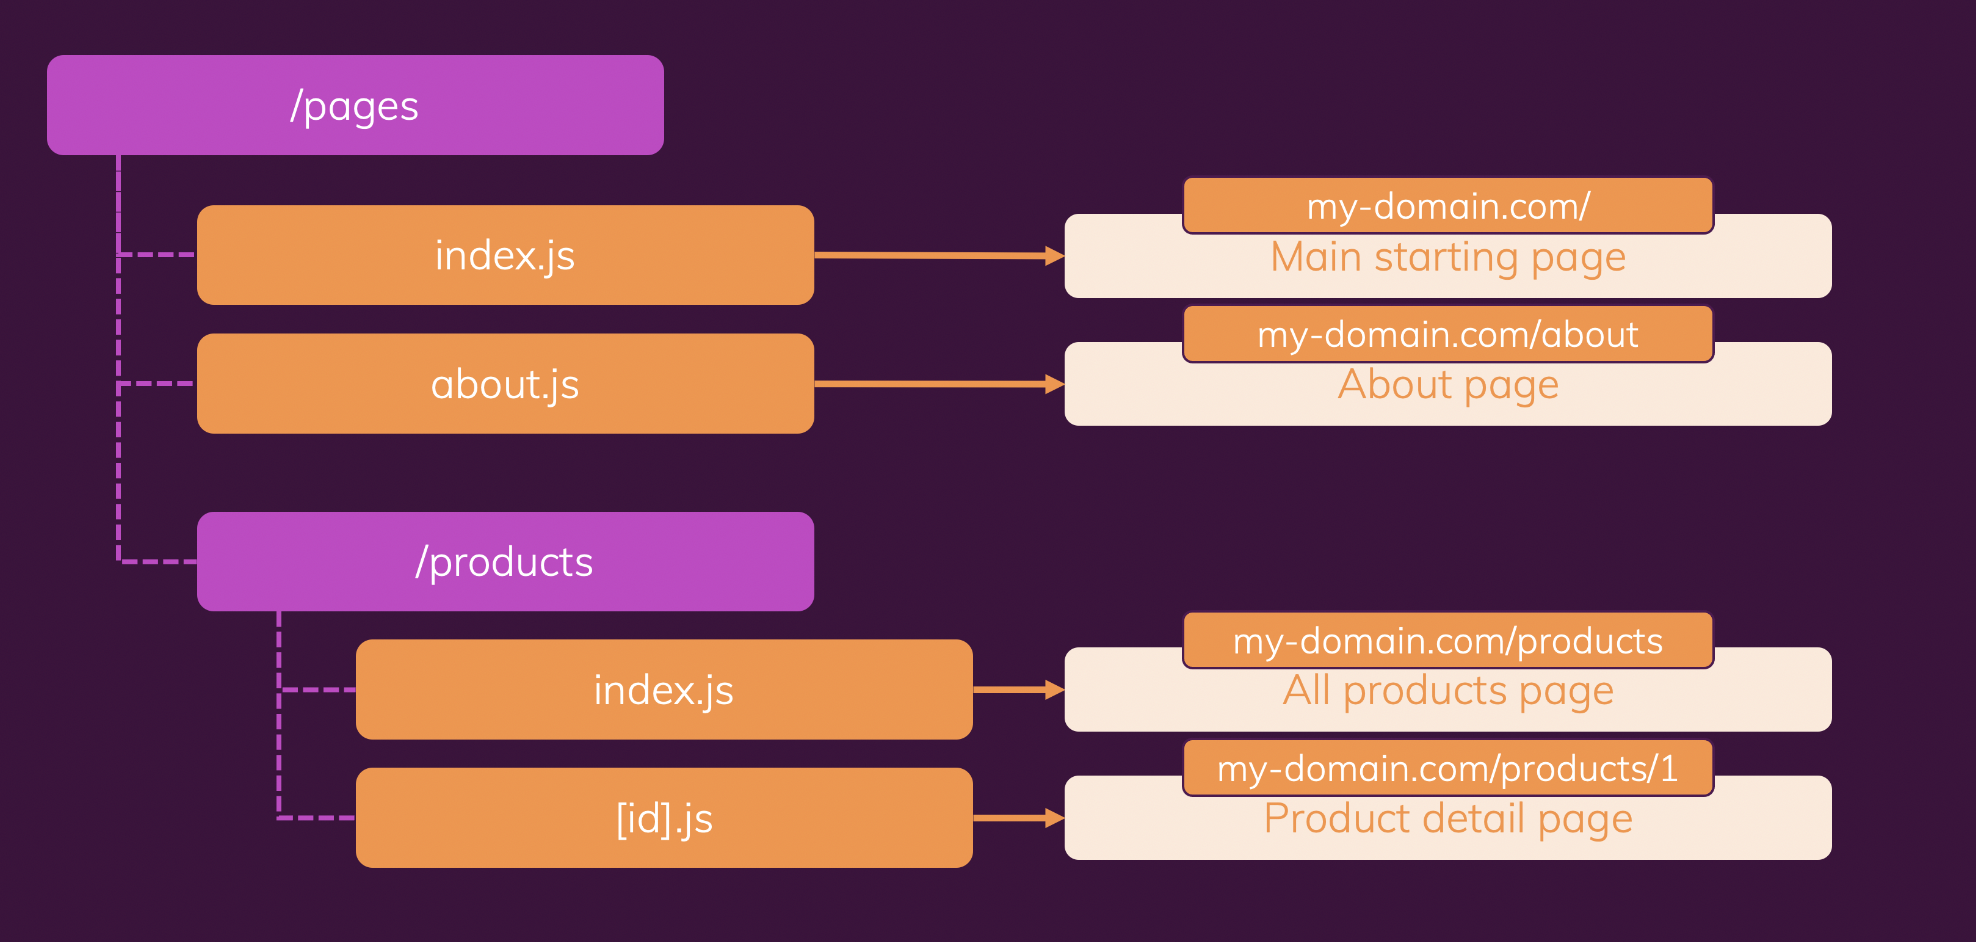 /pages
index.js
my-domain.com/
Main starting page
about.js
my-domain.com/about
About page
/products
index.js
my-domain.com/products
All products page
[id].js
my-domain.com/products/1
Product detail page